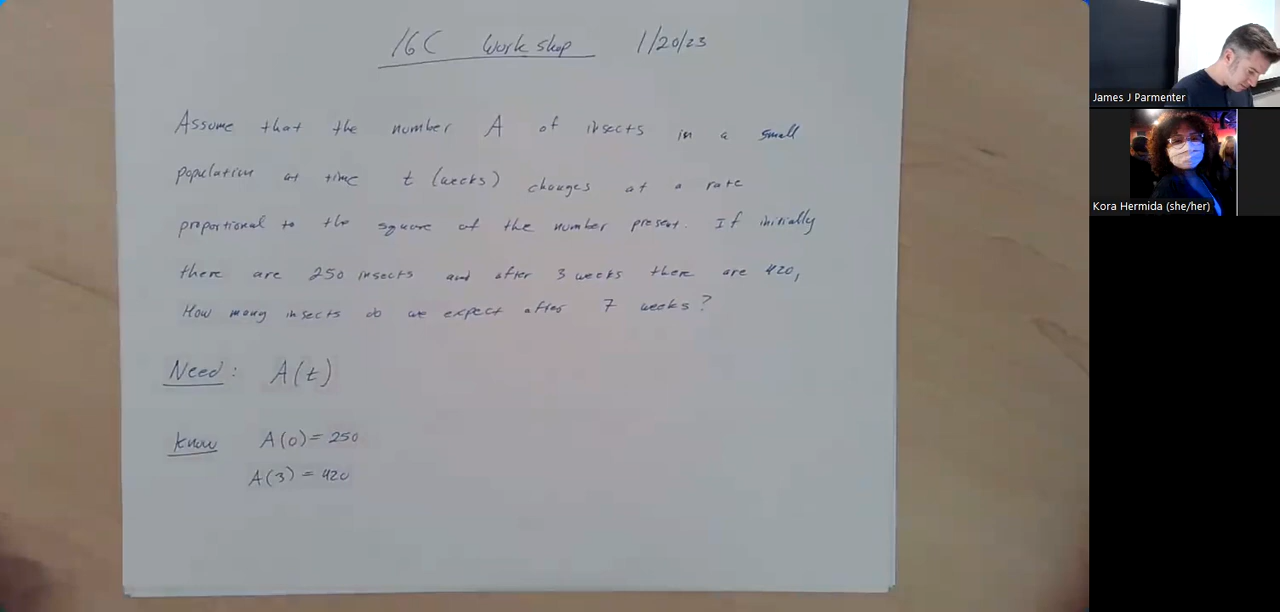 16C Workshop 1/20/23
Assume that the number A of insects in a small
population at time t (weeks) changes at a rate
proportional to the square of the number present. If initially
there are 250 insects and after 3 weeks there are 420,
How many insects do we expect after 7 weeks?
Need: A(t)
Know A(0) = 250
A(3) = 420
James J Parmenter
Kora Hermida (she/her)